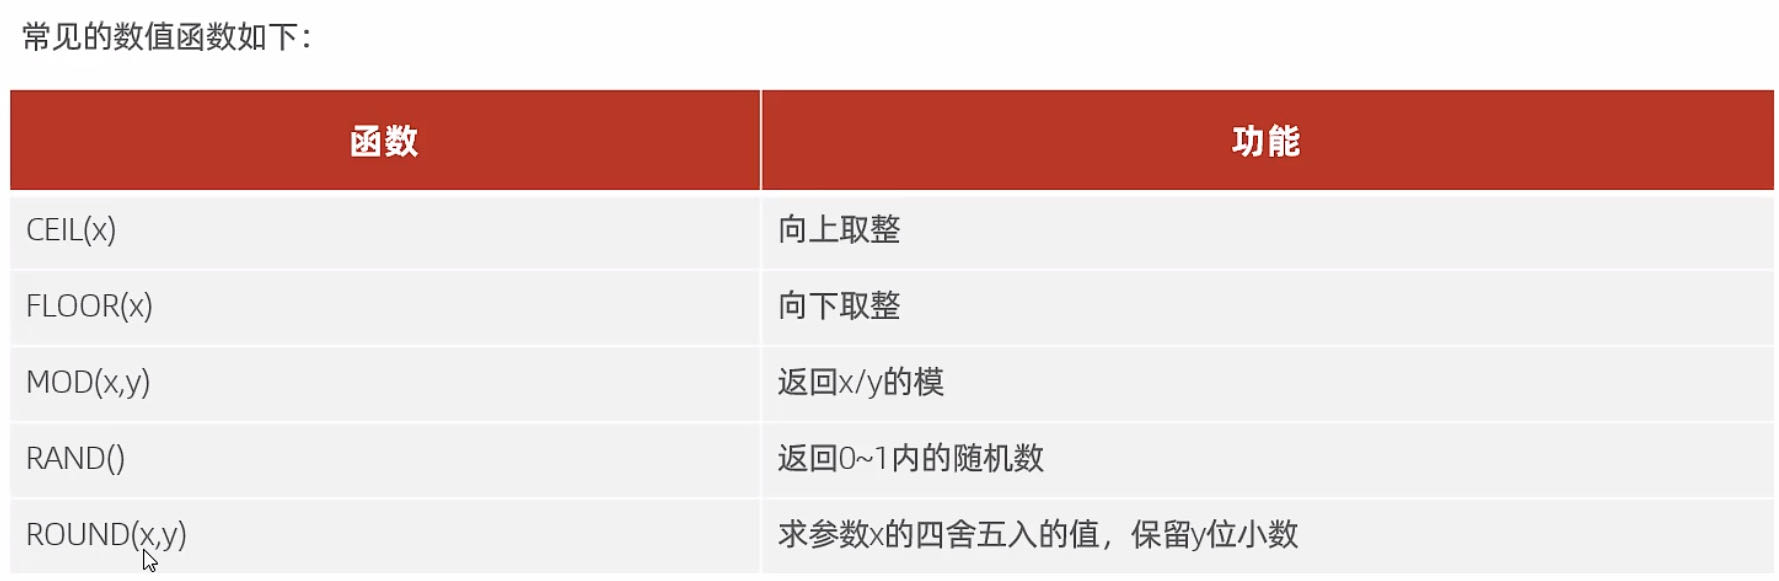 常见的数值函数如下：
函数 功能
CEIL(x) 向上取整
FLOOR(x) 向下取整
MOD(x,y) 返回x/y的模
RAND() 返回0~1内的随机数
ROUND(x,y) 求参数x的四舍五入的值，保留y位小数